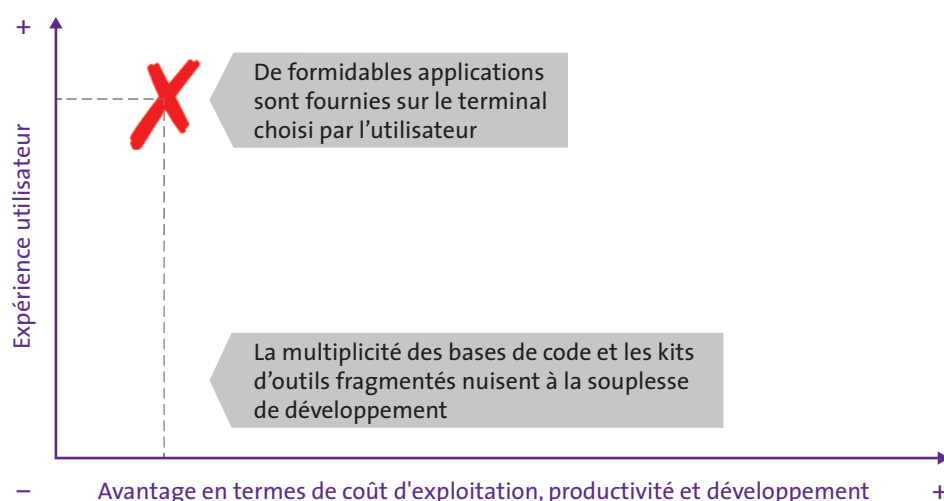 +
De formidables applications
sont fournies sur le terminal
choisi par l’utilisateur
Expérience utilisateur
La multiplicité des bases de code et les kits
d’outils fragmentés nuisent à la souplesse
de développement
– Avantage en termes de coût d'exploitation, productivité et développement +